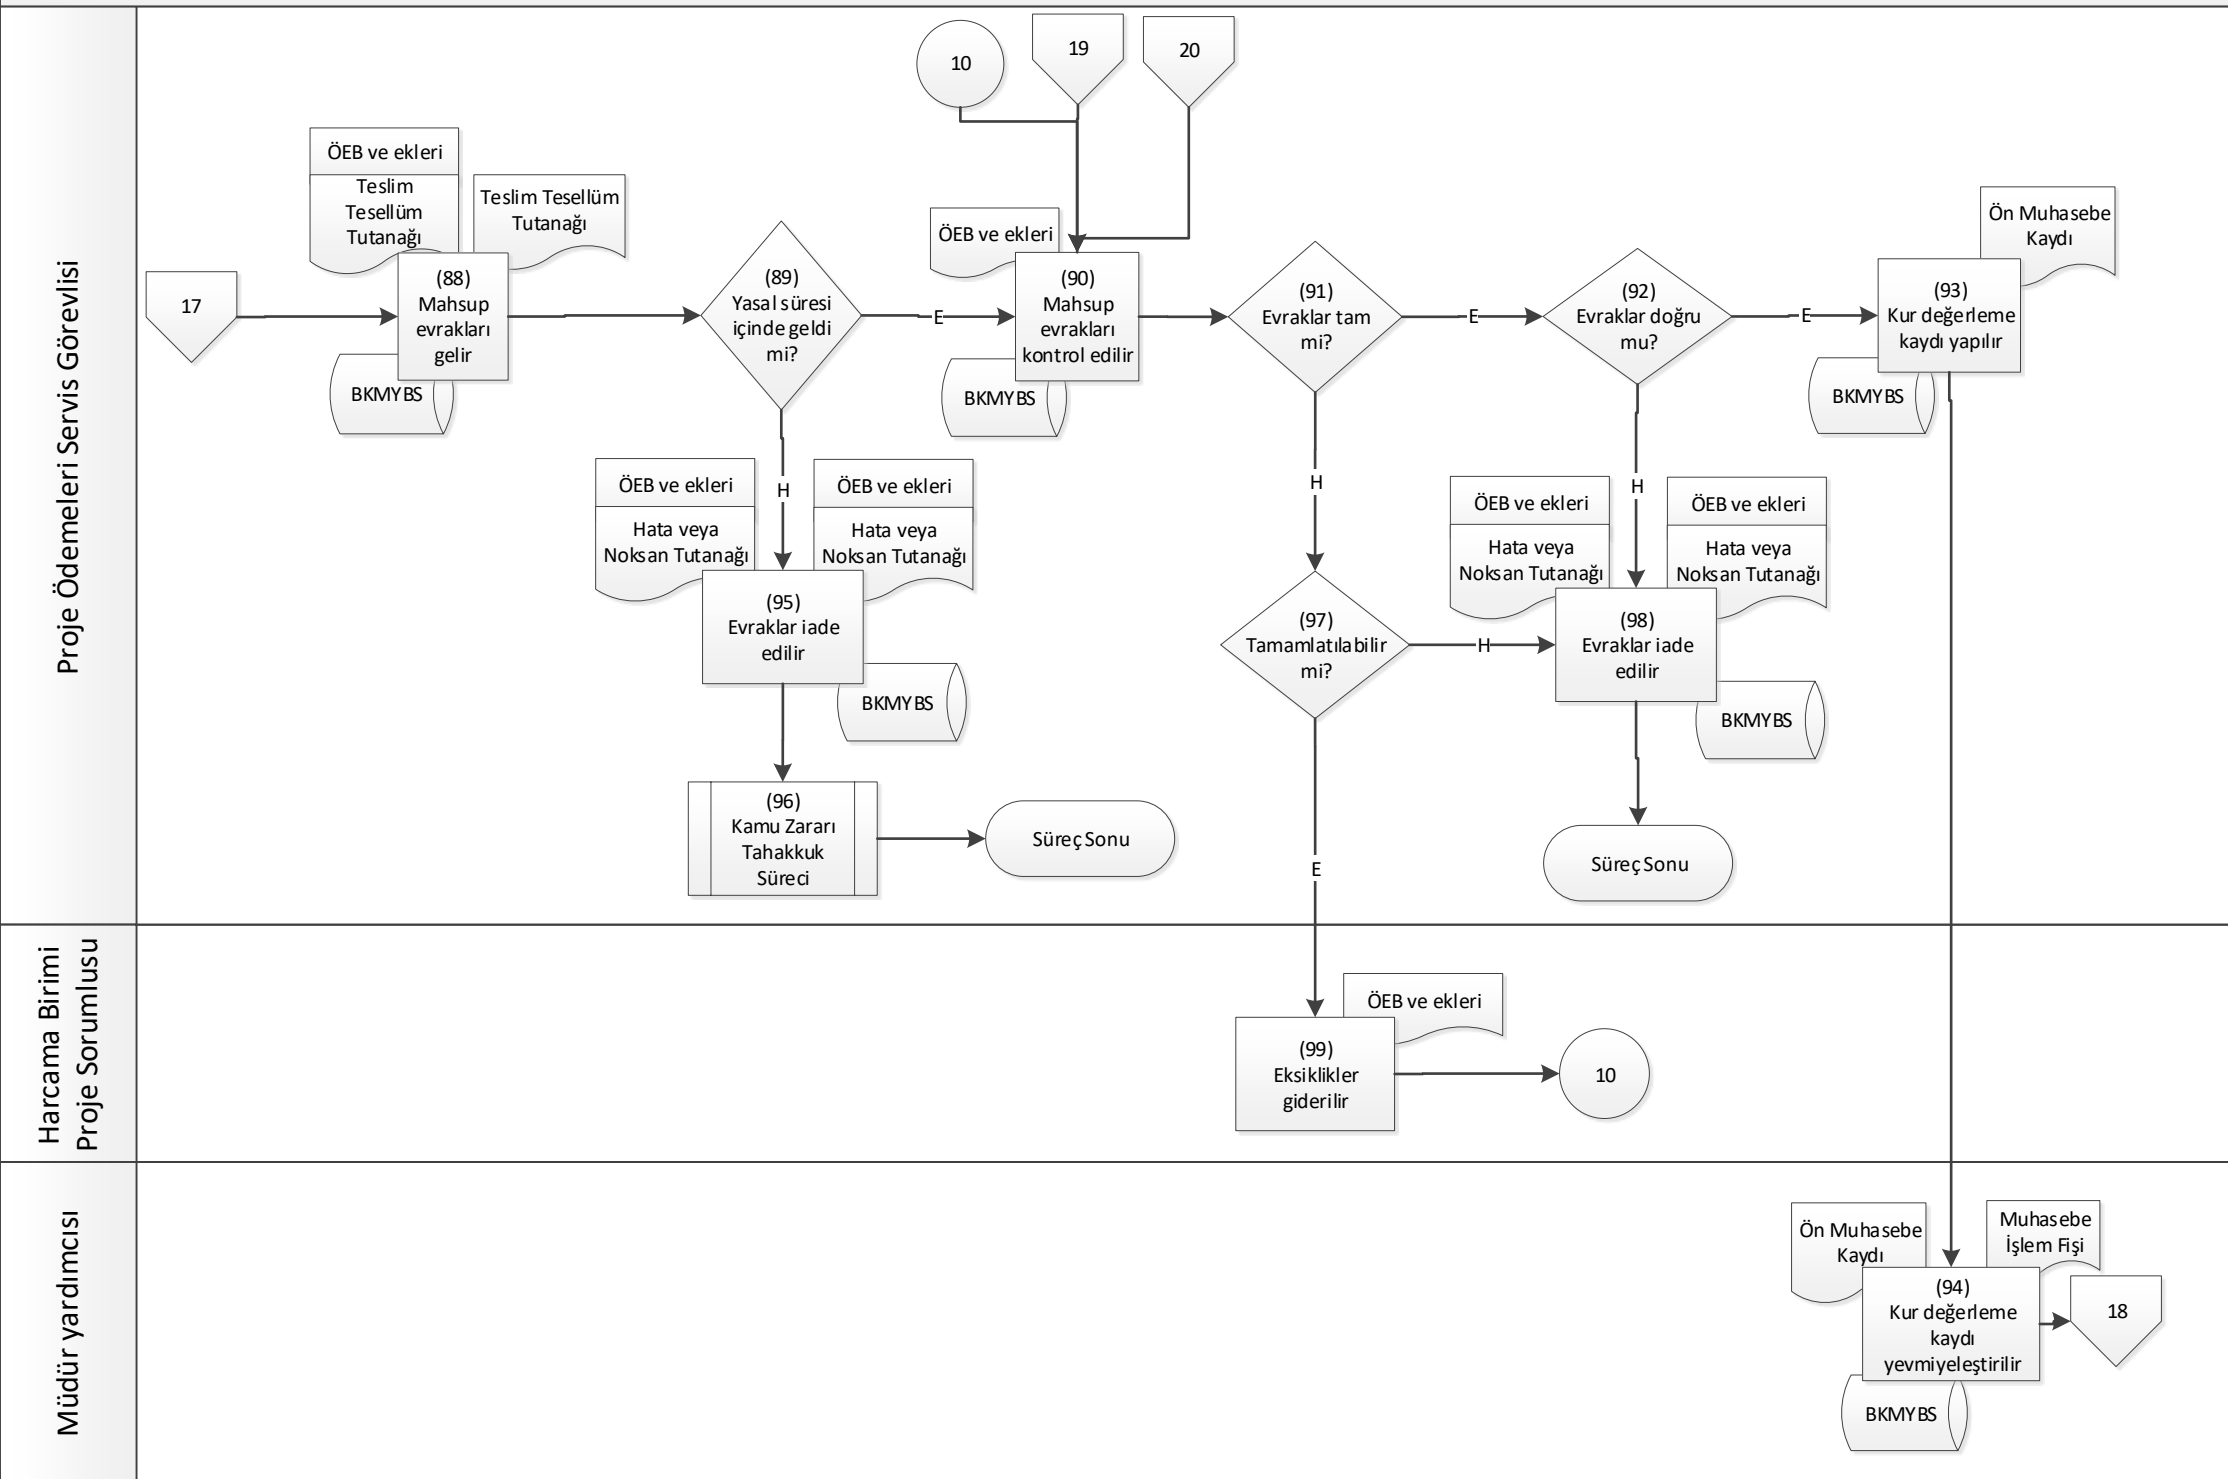 Proje Ödemeleri Servis Görevlisi
10
19
20
17
ÖEB ve ekleri
Teslim
Tesellüm
Tutanağı
Teslim Tesellüm
Tutanağı
(88)
Mahsup
evrakları
gelir
BKMYBS
(89)
Yasal süresi
içinde geldi
mi?
E
H
ÖEB ve ekleri
(90)
Mahsup
evrakları
kontrol edilir
BKMYBS
(91)
Evraklar tam
mi?
E
H
(92)
Evraklar doğru
mu?
E
H
Ön Muhasebe
Kaydı
(93)
Kur değerleme
kaydı yapılır
BKMYBS
ÖEB ve ekleri
Hata veya
Noksan Tutanağı
ÖEB ve ekleri
Hata veya
Noksan Tutanağı
(95)
Evraklar iade
edilir
BKMYBS
(96)
Kamu Zararı
Tahakkuk
Süreci
Süreç Sonu
(97)
Tamamlatılabilir
mi?
H
E
ÖEB ve ekleri
Hata veya
Noksan Tutanağı
ÖEB ve ekleri
Hata veya
Noksan Tutanağı
(98)
Evraklar iade
edilir
BKMYBS
Süreç Sonu
Harcama Birimi
Proje Sorumlusu
ÖEB ve ekleri
(99)
Eksiklikler
giderilir
10
Müdür yardımcısı
Ön Muhasebe
Kaydı
Muhasebe
İşlem Fişi
(94)
Kur değerleme
kaydı
yevmiyeleştirilir
18
BKMYBS